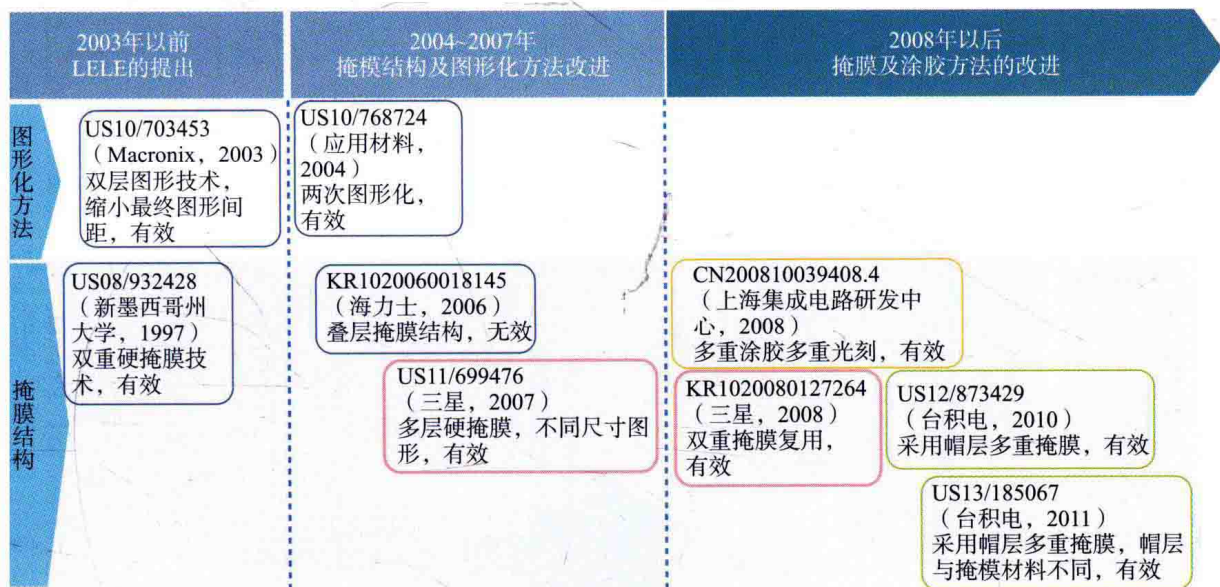 2003年以前
LELE的提出
2004~2007年
掩模结构及图形化方法改进
2008年以后
掩膜及涂胶方法的改进
图形化方法
US10/703453
（Macronix，2003）
双层图形技术，
缩小最终图形间
距，有效
US10/768724
（应用材料，
2004）
两次图形化，
有效
掩膜结构
US08/932428
（新墨西哥州
大学，1997）
双重硬掩膜技
术，有效
KR1020060018145
（海力士，2006）
叠层掩膜结构，无效
US11/699476
（三星，2007）
多层硬掩膜，不同尺寸图
形，有效
CN200810039408.4
（上海集成电路研发中
心，2008）
多重涂胶多重光刻，有效
KR1020080127264
（三星，2008）
双重掩膜复用，
有效
US12/873429
（台积电，2010）
采用帽层多重掩膜，有效
US13/185067
（台积电，2011）
采用帽层多重掩膜，帽层
与掩模材料不同，有效